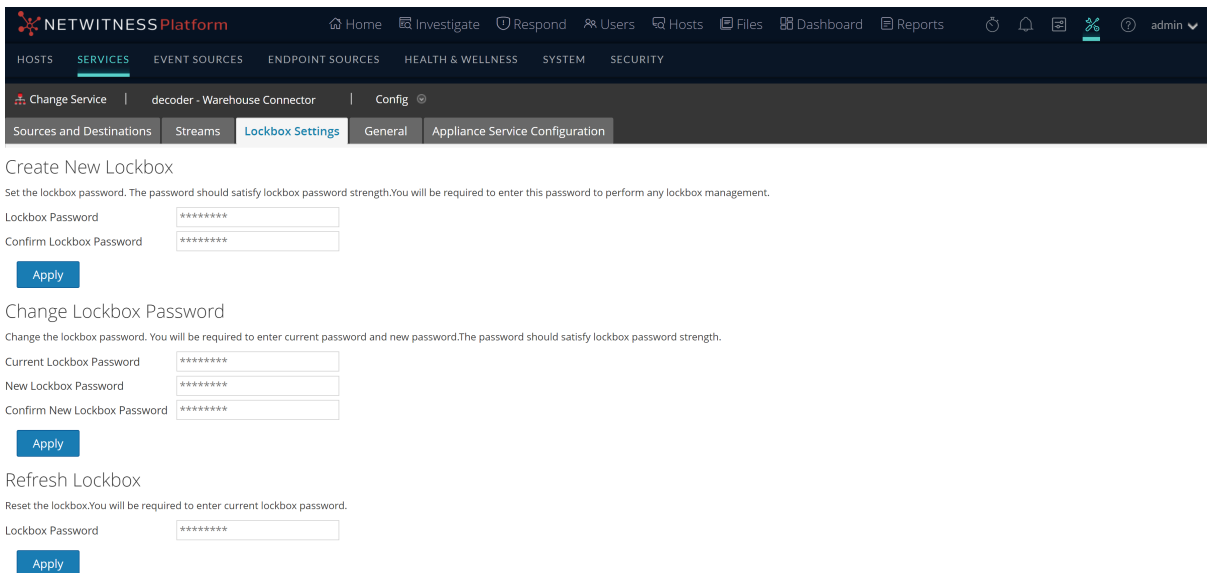 NETWITNESS Platform Home Investigate Respond Users Hosts Files Dashboard Reports admin
HOSTS SERVICES EVENT SOURCES ENDPOINT SOURCES HEALTH & WELLNESS SYSTEM SECURITY
Change Service | decoder - Warehouse Connector | Config
Sources and Destinations Streams Lockbox Settings General Appliance Service Configuration
Create New Lockbox
Set the lockbox password. The password should satisfy lockbox password strength.You will be required to enter this password to perform any lockbox management.
Lockbox Password ********
Confirm Lockbox Password ********
Apply
Change Lockbox Password
Change the lockbox password. You will be required to enter current password and new password.The password should satisfy lockbox password strength.
Current Lockbox Password ********
New Lockbox Password ********
Confirm New Lockbox Password ********
Apply
Refresh Lockbox
Reset the lockbox.You will be required to enter current lockbox password.
Lockbox Password ********
Apply